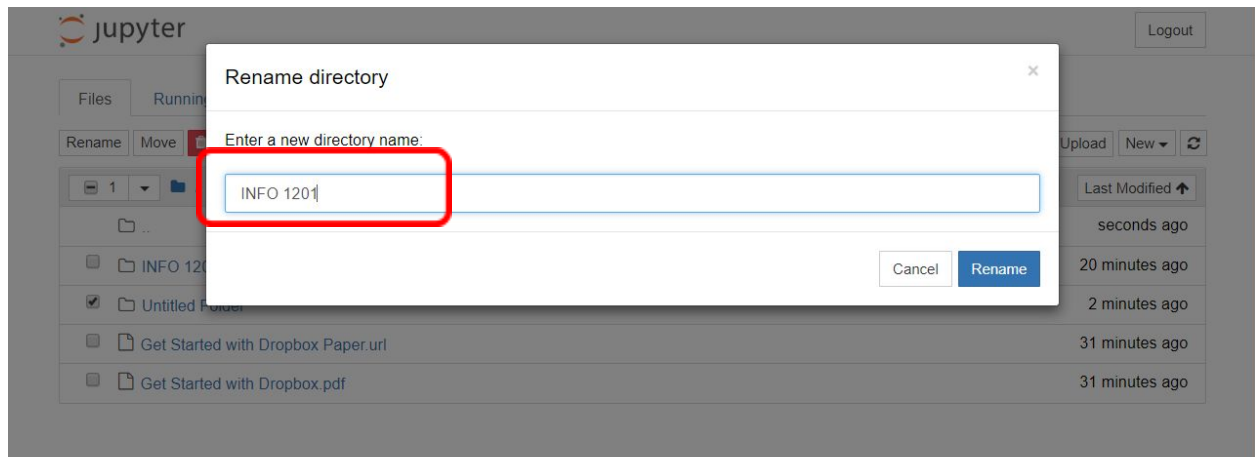 jupyter
Logout
Rename directory
×
Files
Enter a new directory name:
Rename Move
Upload New
INFO 1201
1
Last Modified
..
seconds ago
Cancel Rename
20 minutes ago
Untitled Folder
2 minutes ago
Get Started with Dropbox Paper.url
31 minutes ago
Get Started with Dropbox.pdf
31 minutes ago